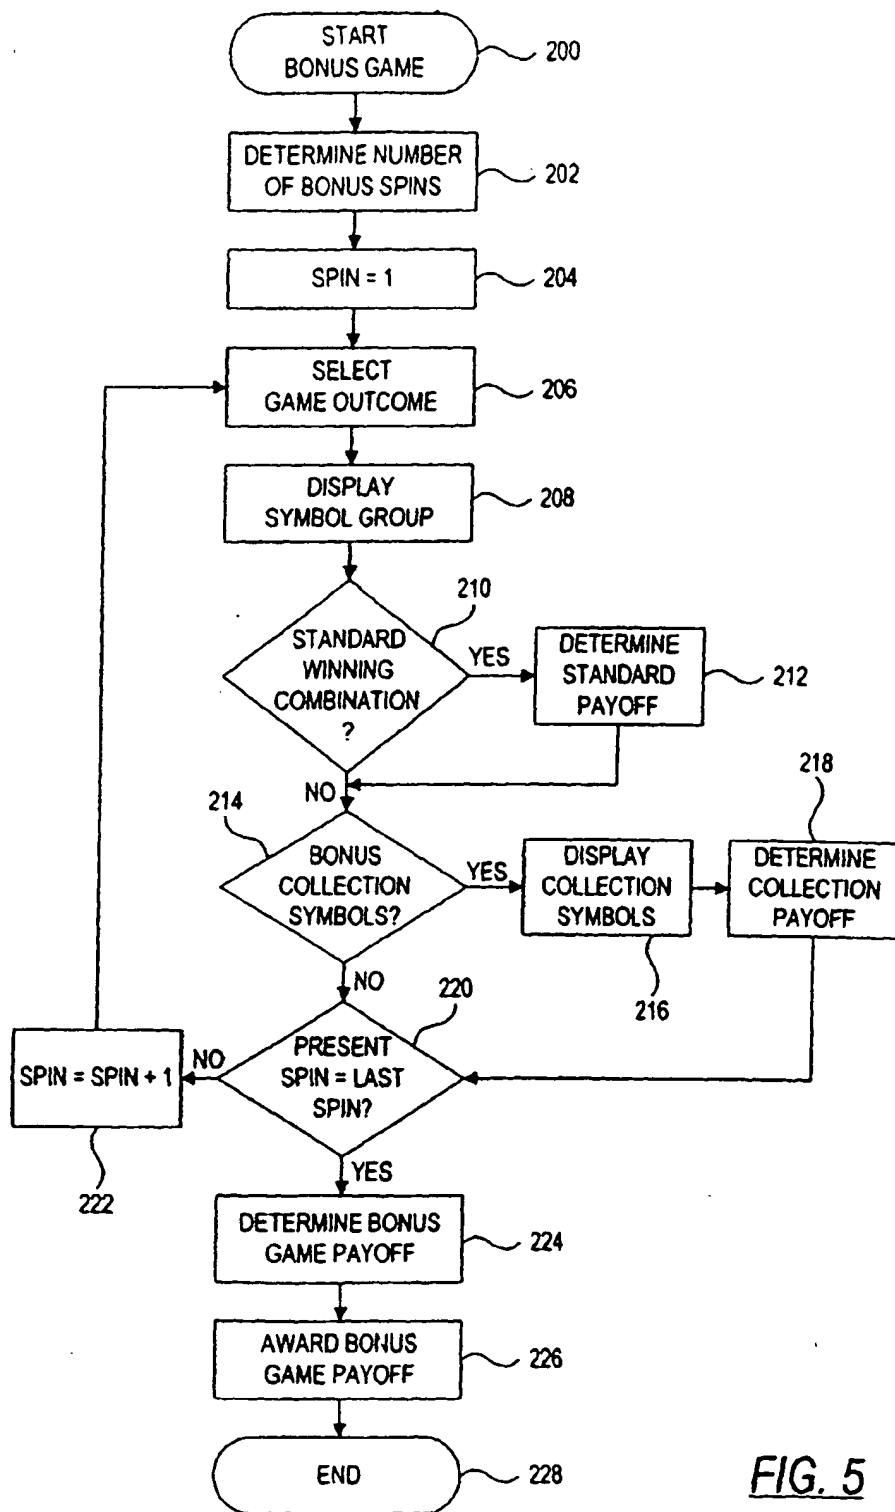 START
BONUS GAME
200
DETERMINE NUMBER
OF BONUS SPINS
202
SPIN = 1
204
SELECT
GAME OUTCOME
206
DISPLAY
SYMBOL GROUP
208
210
STANDARD
WINNING
COMBINATION
?
YES
DETERMINE
STANDARD
PAYOFF
212
NO
214
BONUS
COLLECTION
SYMBOLS?
YES
DISPLAY
COLLECTION
SYMBOLS
216
218
DETERMINE
COLLECTION
PAYOFF
NO
220
PRESENT
SPIN = LAST
SPIN?
NO
SPIN = SPIN + 1
222
YES
DETERMINE BONUS
GAME PAYOFF
224
AWARD BONUS
GAME PAYOFF
226
END
228
FIG. 5